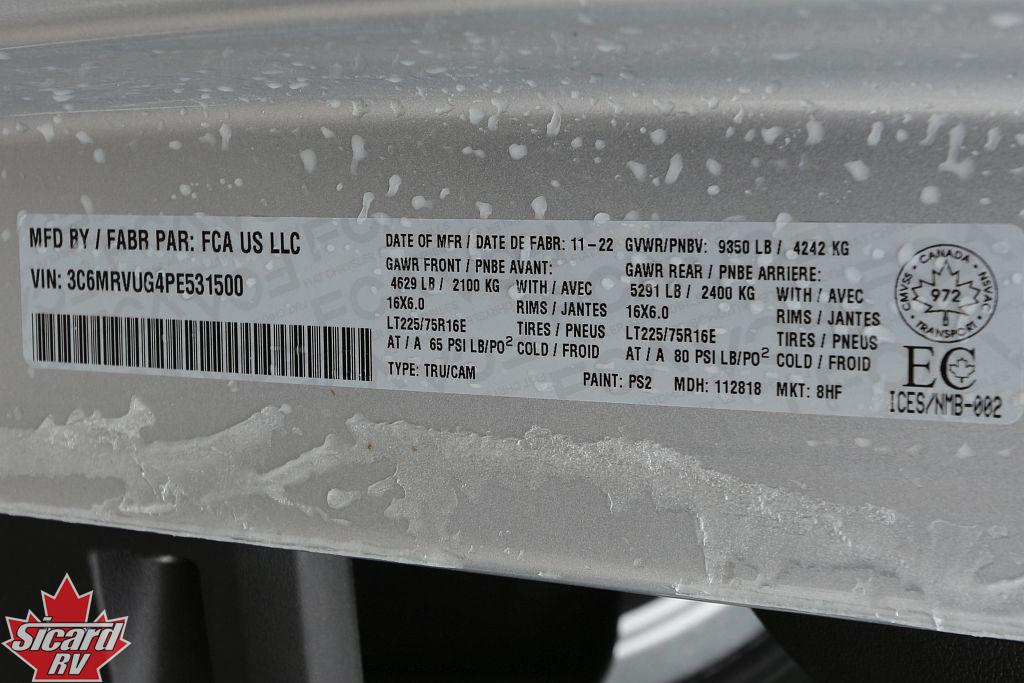 MFD BY / FABR PAR: FCA US LLC
VIN: 3C6MRVUG4PE531500
DATE OF MFR / DATE DE FABR: 11-22 GVWR/PNBV: 9350 LB / 4242 KG
GAWR FRONT / PNBE AVANT:
4629 LB / 2100 KG WITH / AVEC
16X6.0 RIMS / JANTES
LT225/75R16E TIRES / PNEUS
AT / A 65 PSI LB/PO² COLD / FROID
GAWR REAR / PNBE ARRIERE:
5291 LB / 2400 KG WITH / AVEC
16X6.0 RIMS / JANTES
LT225/75R16E TIRES / PNEUS
AT / A 80 PSI LB/PO² COLD / FROID
TYPE: TRU/CAM PAINT: PS2 MDH: 112818 MKT: 8HF
CANADA
CMVSS 972 NSVAC
TRANSPORT
EC
ICES/NMB-002
Sicard
RV